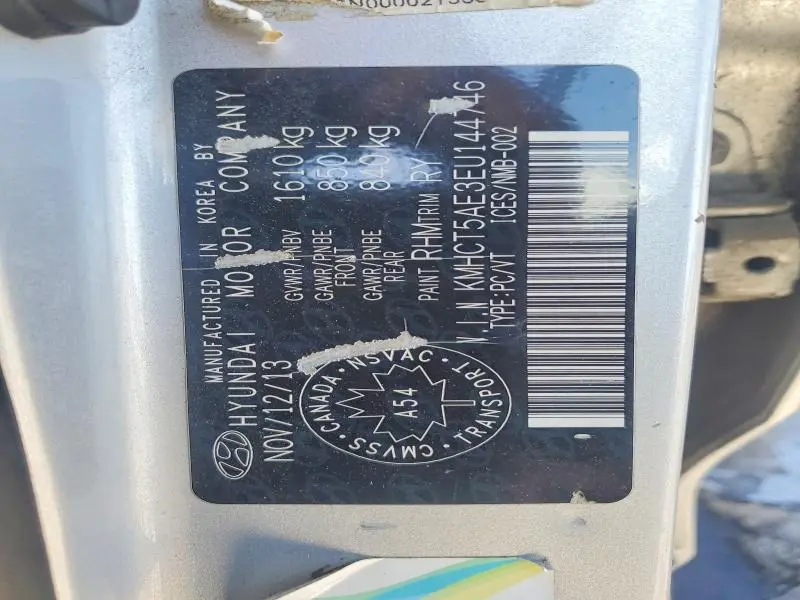 MANUFACTURED IN KOREA BY
HYUNDAI MOTOR COMPANY
NOV/12/13
GVWR/PNBV 1610 kg
GAWR/PNBE FRONT 850 kg
GAWR/PNBE REAR 840 kg
PAINT RHM TRIM RY
V.I.N KMHCT5AE3EU144746
TYPE:PC/VT ICES/NMB-002
CANADA · NSVAC · TRANSPORT · CMVSS ·
A54